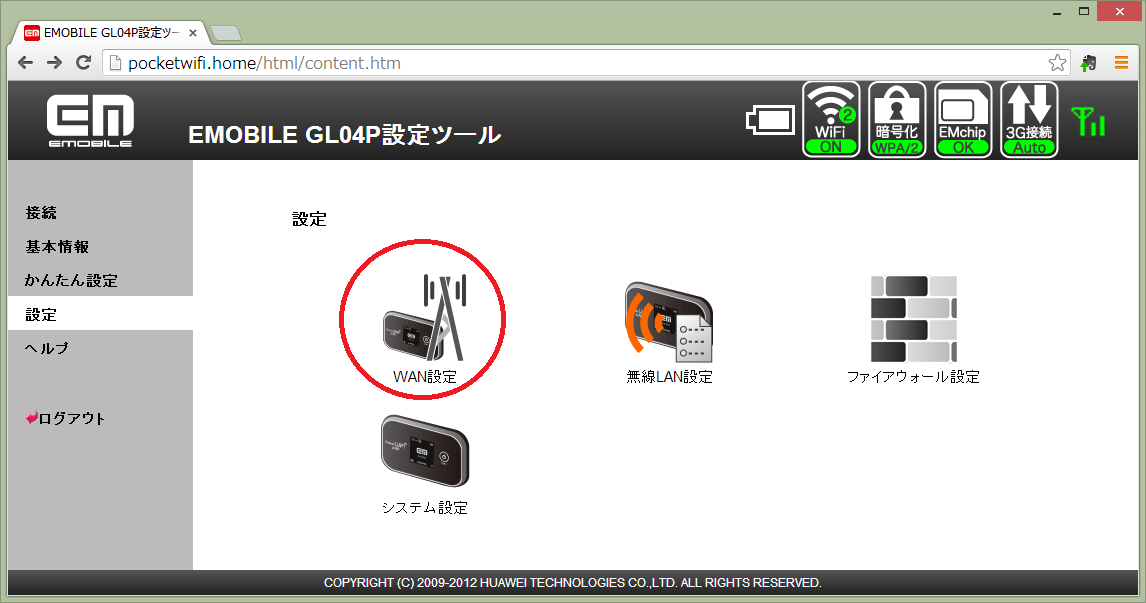 EMOBILE GL04P設定ツー
pocketwifi.home/html/content.htm
EM
EMOBILE
EMOBILE GL04P設定ツール
WiFi
2
ON
暗号化
WPA/2
EMchip
OK
3G接続
Auto
接続
基本情報
かんたん設定
設定
ヘルプ
ログアウト
設定
WAN設定
無線LAN設定
ファイアウォール設定
システム設定
COPYRIGHT (C) 2009-2012 HUAWEI TECHNOLOGIES CO.,LTD. ALL RIGHTS RESERVED.